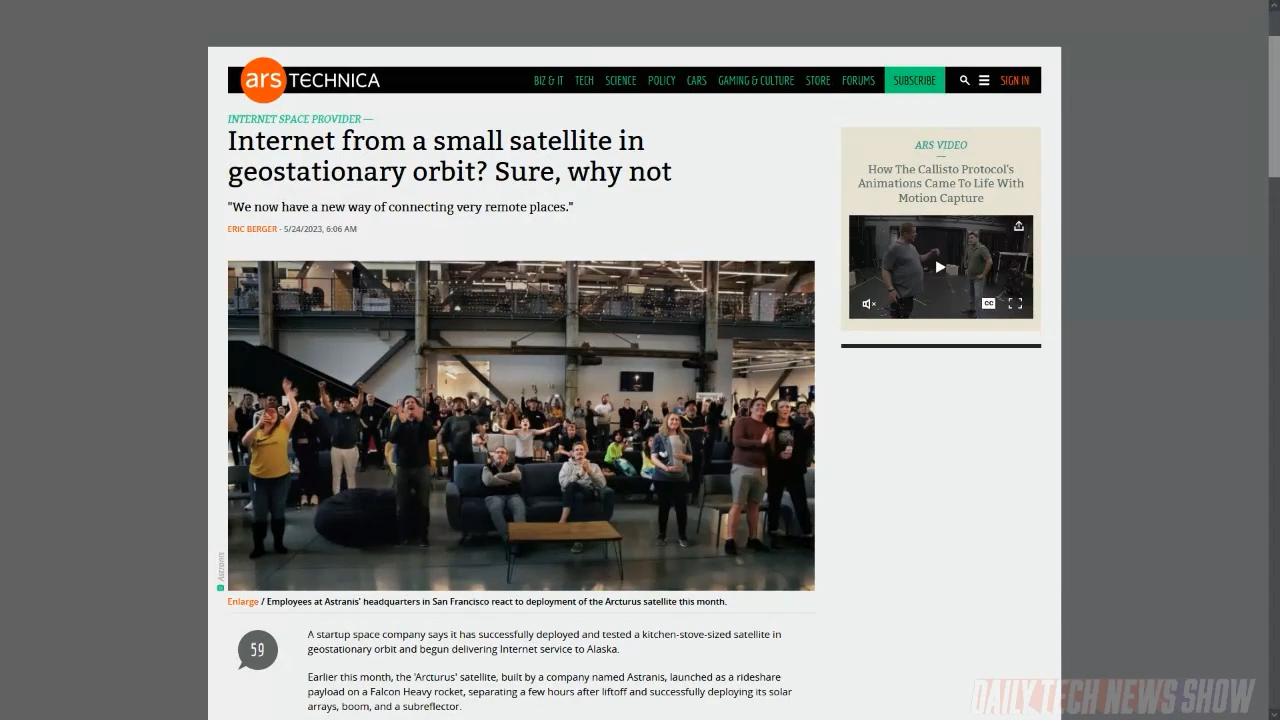 ars TECHNICA
BIZ & IT TECH SCIENCE POLICY CARS GAMING & CULTURE STORE FORUMS SUBSCRIBE SIGN IN
INTERNET SPACE PROVIDER —
Internet from a small satellite in
geostationary orbit? Sure, why not
"We now have a new way of connecting very remote places."
ERIC BERGER - 5/24/2023, 6:06 AM
ARS VIDEO
How The Callisto Protocol's
Animations Came To Life With
Motion Capture
CC
Astranis
Enlarge / Employees at Astranis' headquarters in San Francisco react to deployment of the Arcturus satellite this month.
59
A startup space company says it has successfully deployed and tested a kitchen-stove-sized satellite in
geostationary orbit and begun delivering Internet service to Alaska.
Earlier this month, the 'Arcturus' satellite, built by a company named Astranis, launched as a rideshare
payload on a Falcon Heavy rocket, separating a few hours after liftoff and successfully deploying its solar
arrays, boom, and a subreflector.
DAILY TECH NEWS SHOW